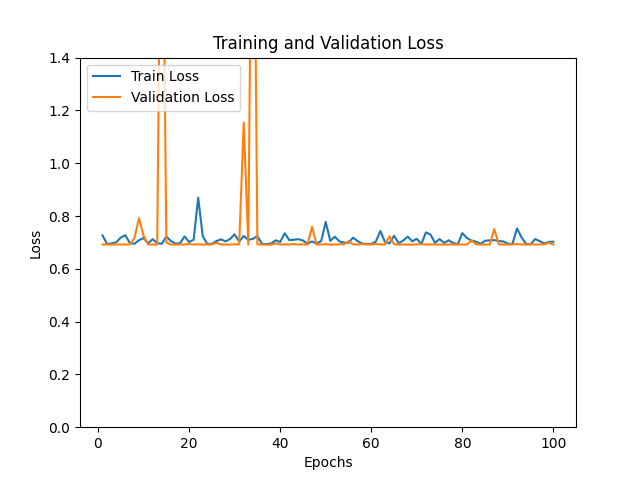 Training and Validation Loss
1.4
Train Loss
Validation Loss
1.2
1.0
0.8
0.6
0.4
0.2
0.0
Loss
0 20 40 60 80 100
Epochs